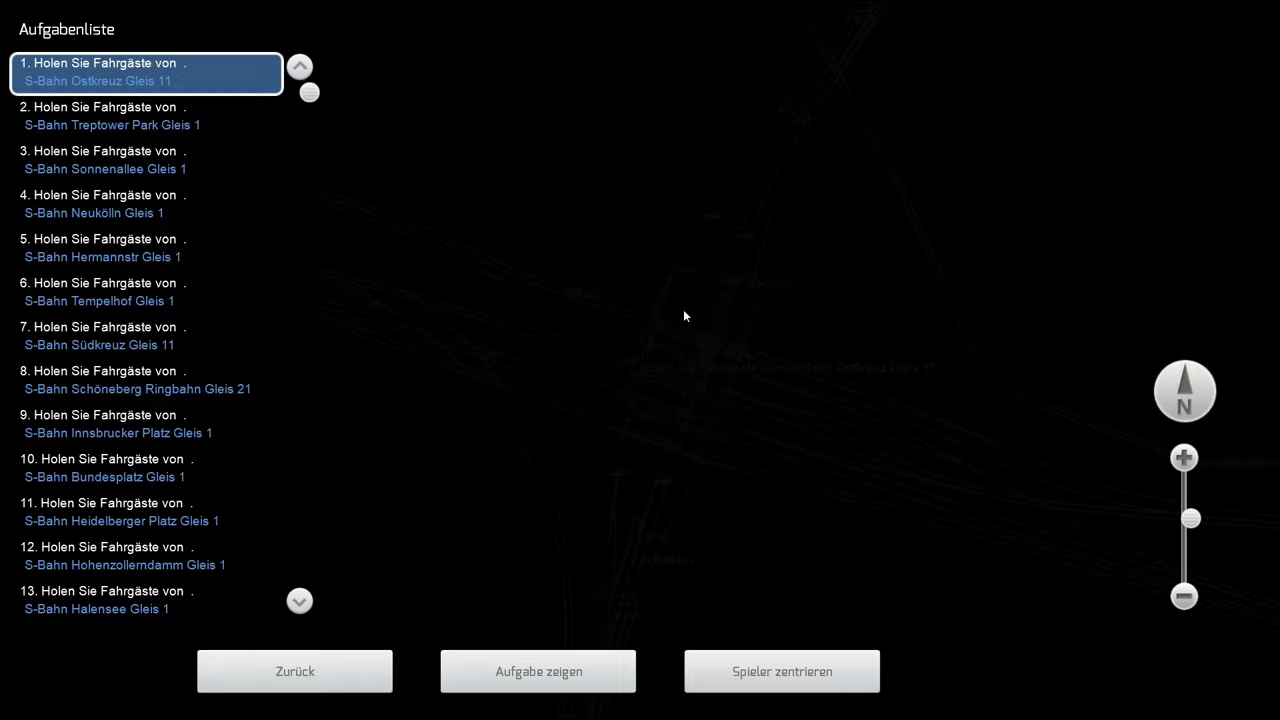 Aufgabenliste
1. Holen Sie Fahrgäste von .
S-Bahn Ostkreuz Gleis 11
2. Holen Sie Fahrgäste von .
S-Bahn Treptower Park Gleis 1
3. Holen Sie Fahrgäste von .
S-Bahn Sonnenallee Gleis 1
4. Holen Sie Fahrgäste von .
S-Bahn Neukölln Gleis 1
5. Holen Sie Fahrgäste von .
S-Bahn Hermannstr Gleis 1
6. Holen Sie Fahrgäste von .
S-Bahn Tempelhof Gleis 1
7. Holen Sie Fahrgäste von .
S-Bahn Südkreuz Gleis 11
8. Holen Sie Fahrgäste von .
S-Bahn Schöneberg Ringbahn Gleis 21
9. Holen Sie Fahrgäste von .
S-Bahn Innsbrucker Platz Gleis 1
10. Holen Sie Fahrgäste von .
S-Bahn Bundesplatz Gleis 1
11. Holen Sie Fahrgäste von .
S-Bahn Heidelberger Platz Gleis 1
12. Holen Sie Fahrgäste von .
S-Bahn Hohenzollerndamm Gleis 1
13. Holen Sie Fahrgäste von .
S-Bahn Halensee Gleis 1
N
Zurück
Aufgabe zeigen
Spieler zentrieren